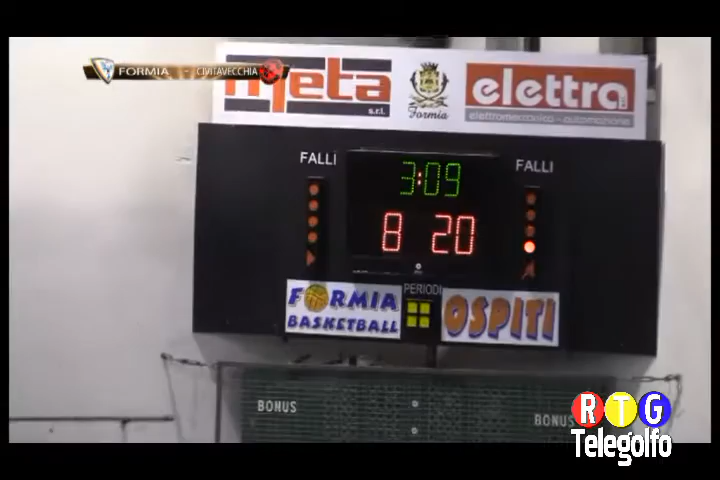 FORMIA - CIVITAVECCHIA
meta
s.r.l.
Formia
elettra
elettromeccanica - automazione
FALLI
FALLI
3:09
8 20
PERIODI
FORMIA
BASKETBALL
OSPITI
BONUS
BONUS
RTG
Telegolfo